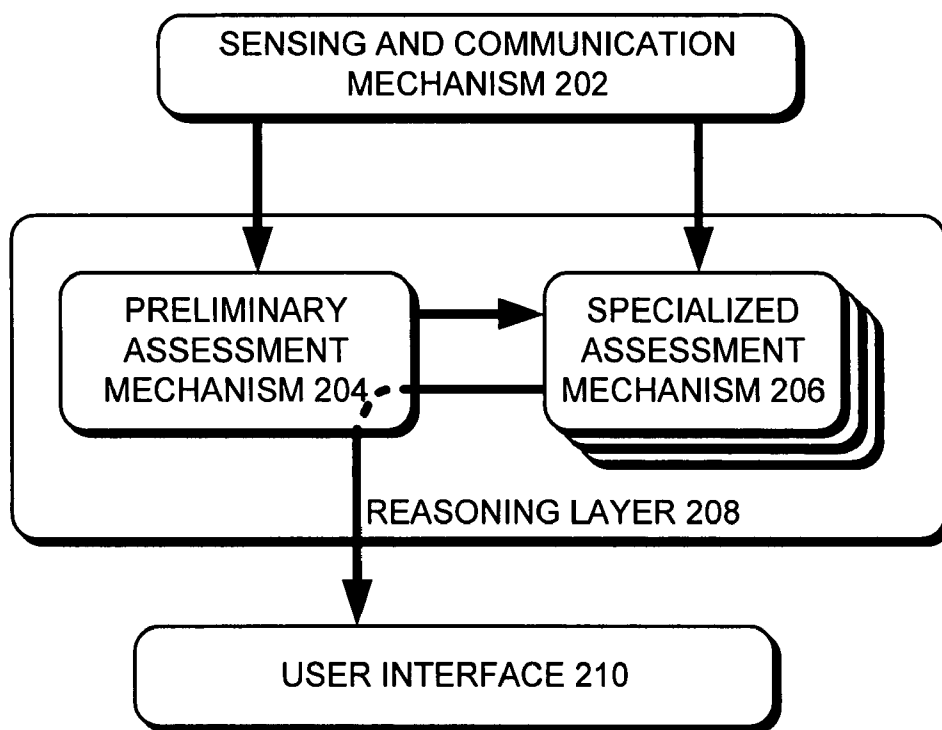 SENSING AND COMMUNICATION
MECHANISM 202
PRELIMINARY
ASSESSMENT
MECHANISM 204
SPECIALIZED
ASSESSMENT
MECHANISM 206
REASONING LAYER 208
USER INTERFACE 210